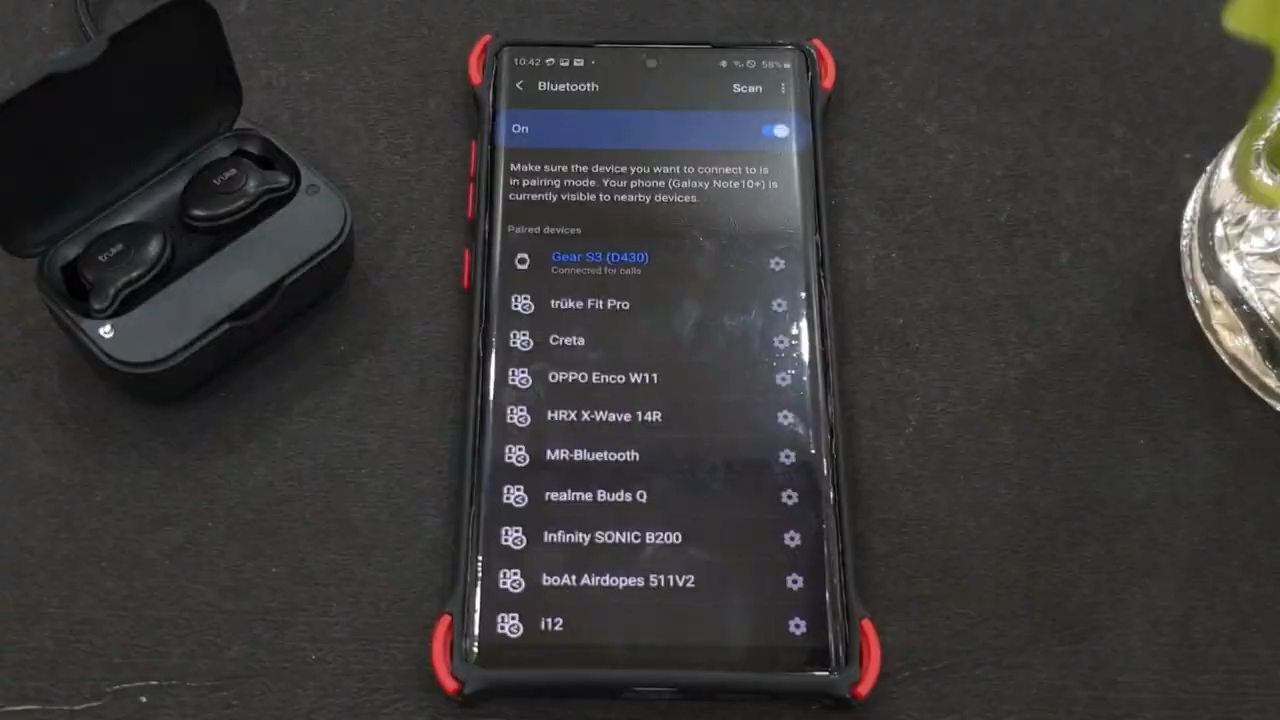 10:42
58%
Bluetooth
Scan
On
Make sure the device you want to connect to is
in pairing mode. Your phone (Galaxy Note10+) is
currently visible to nearby devices.
Paired devices
Gear S3 (D430)
Connected for calls
trüke Fit Pro
Creta
OPPO Enco W11
HRX X-Wave 14R
MR-Bluetooth
realme Buds Q
Infinity SONIC B200
boAt Airdopes 511V2
i12
trüke
trüke